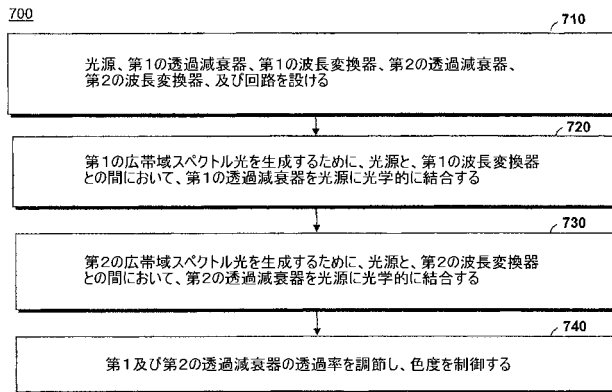 700
710
光源、第1の透過減衰器、第1の波長変換器、第2の透過減衰器、
第2の波長変換器、及び回路を設ける
720
第1の広帯域スペクトル光を生成するために、光源と、第1の波長変換器
との間において、第1の透過減衰器を光源に光学的に結合する
730
第2の広帯域スペクトル光を生成するために、光源と、第2の波長変換器
との間において、第2の透過減衰器を光源に光学的に結合する
740
第1及び第2の透過減衰器の透過率を調節し、色度を制御する